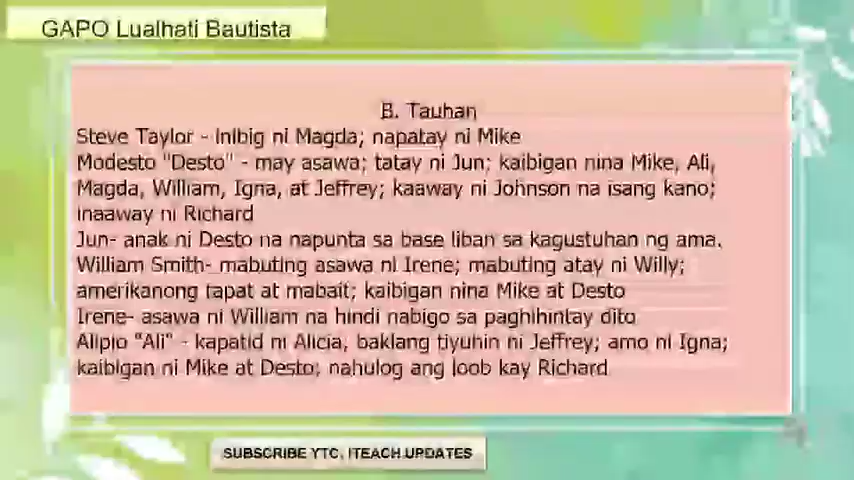 GAPO Lualhati Bautista
B. Tauhan
Steve Taylor - inibig ni Magda; napatay ni Mike
Modesto "Desto" - may asawa; tatay ni Jun; kaibigan nina Mike, Ali,
Magda, William, Igna, at Jeffrey; kaaway ni Johnson na isang kano;
inaaway ni Richard
Jun- anak ni Desto na napunta sa base liban sa kagustuhan ng ama.
William Smith- mabuting asawa ni Irene; mabuting atay ni Willy;
amerikanong tapat at mabait; kaibigan nina Mike at Desto
Irene- asawa ni William na hindi nabigo sa paghihintay dito
Alipio "Ali" - kapatid ni Alicia, baklang tiyuhin ni Jeffrey; amo ni Igna;
kaibigan ni Mike at Desto; nahulog ang loob kay Richard
SUBSCRIBE YTC. ITEACH.UPDATES